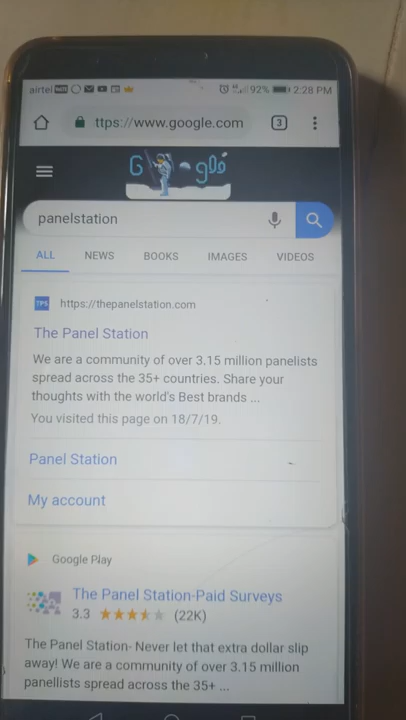 airtel VoLTE 92% 2:28 PM
ttps://www.google.com 3
panelstation
ALL NEWS BOOKS IMAGES VIDEOS
TPS https://thepanelstation.com
The Panel Station
We are a community of over 3.15 million panelists
spread across the 35+ countries. Share your
thoughts with the world's Best brands ...
You visited this page on 18/7/19.
Panel Station
My account
Google Play
The Panel Station-Paid Surveys
3.3 (22K)
The Panel Station- Never let that extra dollar slip
away! We are a community of over 3.15 million
panellists spread across the 35+ ...